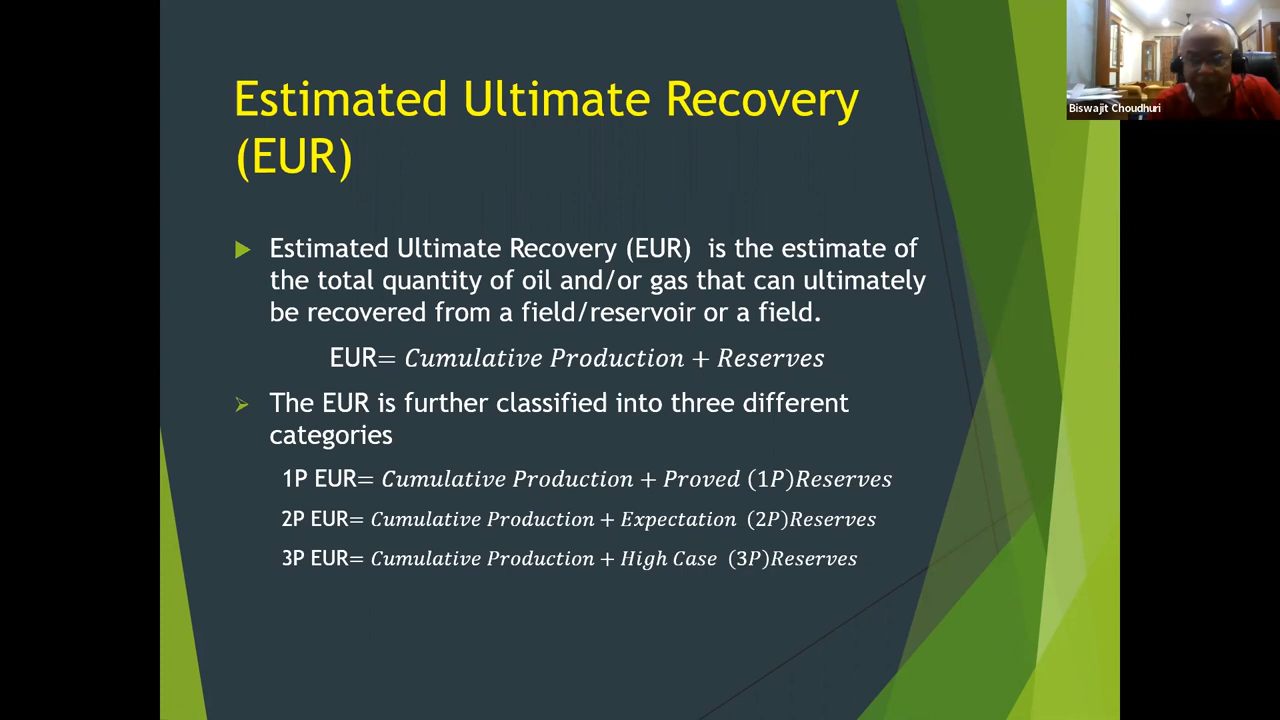 Estimated Ultimate Recovery
(EUR)
Estimated Ultimate Recovery (EUR) is the estimate of
the total quantity of oil and/or gas that can ultimately
be recovered from a field/reservoir or a field.
EUR= Cumulative Production + Reserves
The EUR is further classified into three different
categories
1P EUR= Cumulative Production + Proved (1P)Reserves
2P EUR= Cumulative Production + Expectation (2P)Reserves
3P EUR= Cumulative Production + High Case (3P)Reserves
Biswajit Choudhuri